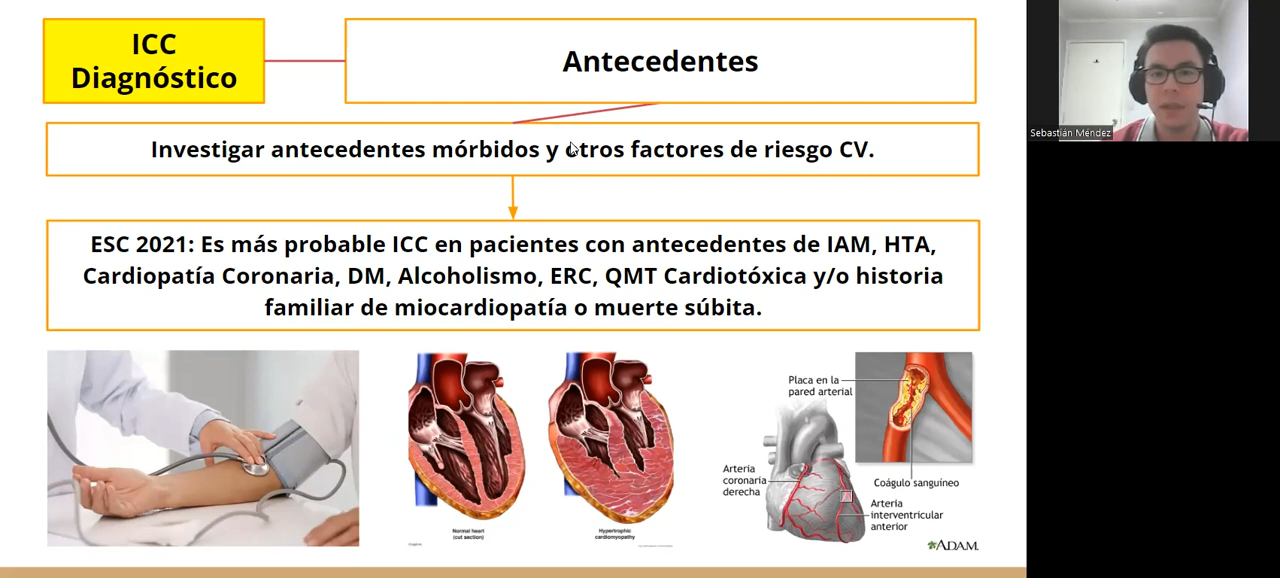 ICC
Diagnóstico
Antecedentes
Investigar antecedentes mórbidos y otros factores de riesgo CV.
ESC 2021: Es más probable ICC en pacientes con antecedentes de IAM, HTA,
Cardiopatía Coronaria, DM, Alcoholismo, ERC, QMT Cardiotóxica y/o historia
familiar de miocardiopatía o muerte súbita.
Normal heart
(cut section)
Hypertrophic
cardiomyopathy
Placa en la
pared arterial
Arteria
coronaria
derecha
Coágulo sanguíneo
Arteria
interventricular
anterior
ADAM.
Sebastián Méndez